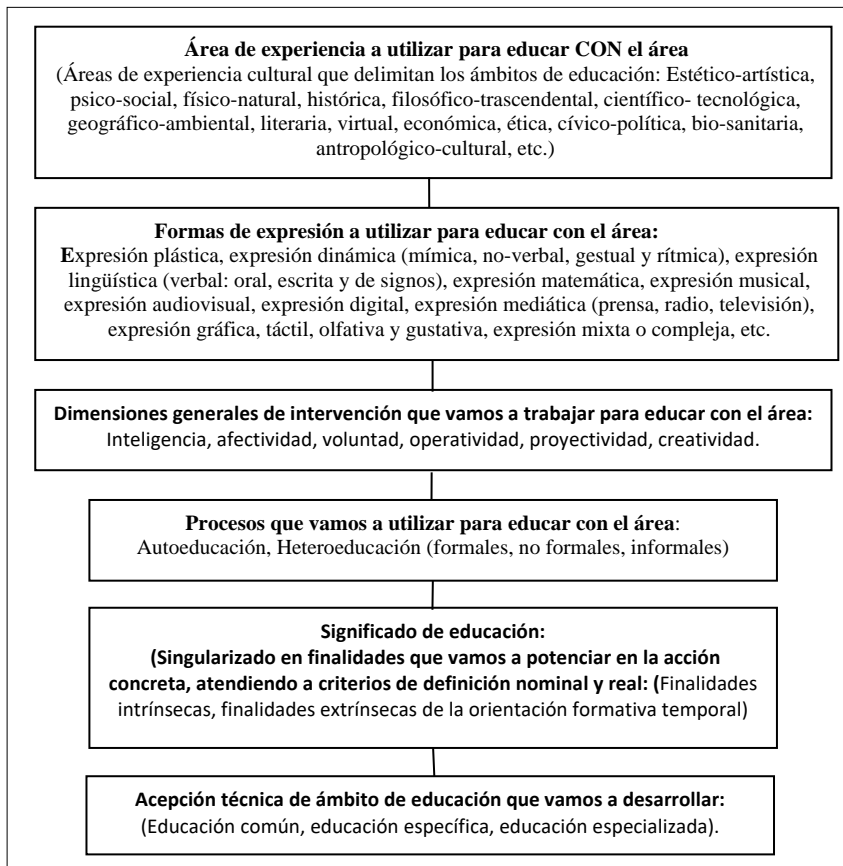 Área de experiencia a utilizar para educar CON el área
(Áreas de experiencia cultural que delimitan los ámbitos de educación: Estético-artística,
psico-social, físico-natural, histórica, filosófico-trascendental, científico- tecnológica,
geográfico-ambiental, literaria, virtual, económica, ética, cívico-política, bio-sanitaria,
antropológico-cultural, etc.)
Formas de expresión a utilizar para educar con el área:
Expresión plástica, expresión dinámica (mímica, no-verbal, gestual y rítmica), expresión
lingüística (verbal: oral, escrita y de signos), expresión matemática, expresión musical,
expresión audiovisual, expresión digital, expresión mediática (prensa, radio, televisión),
expresión gráfica, táctil, olfativa y gustativa, expresión mixta o compleja, etc.
Dimensiones generales de intervención que vamos a trabajar para educar con el área:
Inteligencia, afectividad, voluntad, operatividad, proyectividad, creatividad.
Procesos que vamos a utilizar para educar con el área:
Autoeducación, Heteroeducación (formales, no formales, informales)
Significado de educación:
(Singularizado en finalidades que vamos a potenciar en la acción
concreta, atendiendo a criterios de definición nominal y real: (Finalidades
intrínsecas, finalidades extrínsecas de la orientación formativa temporal)
Acepción técnica de ámbito de educación que vamos a desarrollar:
(Educación común, educación específica, educación especializada).